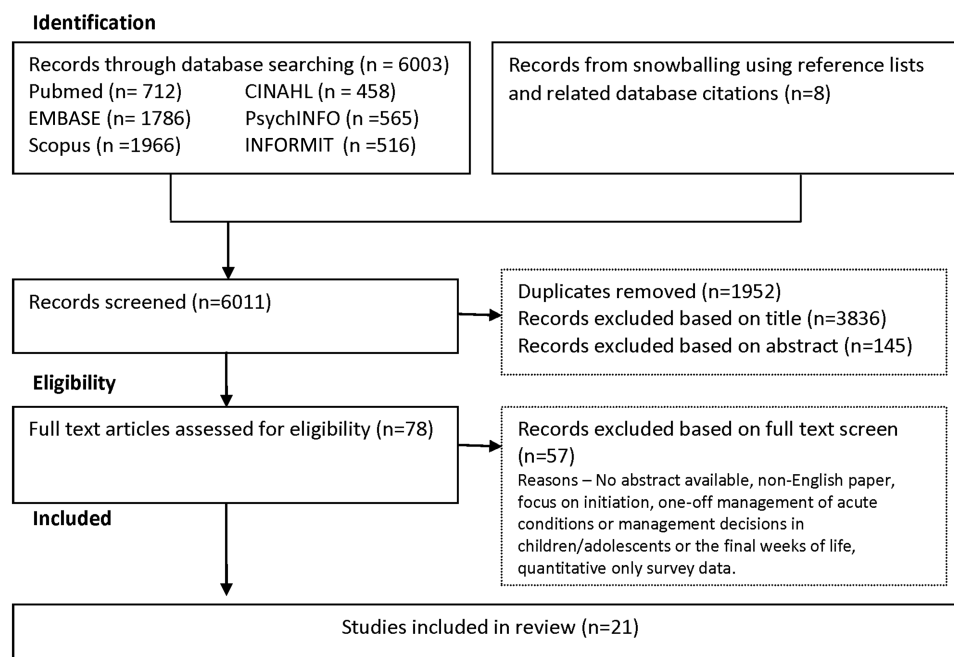 Identification
Records through database searching (n = 6003)
Pubmed (n= 712) CINAHL (n = 458)
EMBASE (n= 1786) PsychINFO (n =565)
Scopus (n =1966) INFORMIT (n =516)
Records from snowballing using reference lists
and related database citations (n=8)
Records screened (n=6011)
Duplicates removed (n=1952)
Records excluded based on title (n=3836)
Records excluded based on abstract (n=145)
Eligibility
Full text articles assessed for eligibility (n=78)
Records excluded based on full text screen
(n=57)
Reasons – No abstract available, non-English paper,
focus on initiation, one-off management of acute
conditions or management decisions in
children/adolescents or the final weeks of life,
quantitative only survey data.
Included
Studies included in review (n=21)